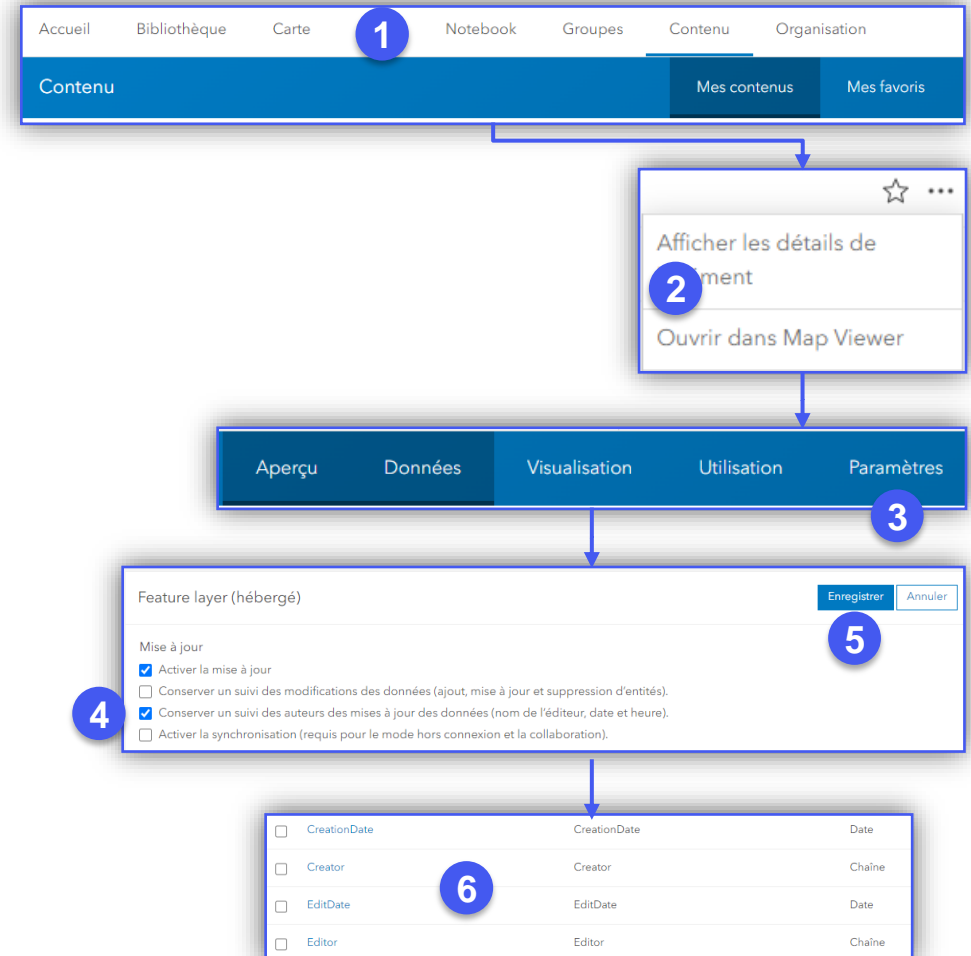 Accueil Bibliothèque Carte 1 Notebook Groupes Contenu Organisation
Contenu Mes contenus Mes favoris
Afficher les détails de
2 ment
Ouvrir dans Map Viewer
Aperçu Données Visualisation Utilisation Paramètres
3
Feature layer (hébergé) Enregistrer Annuler
5
Mise à jour
Activer la mise à jour
Conserver un suivi des modifications des données (ajout, mise à jour et suppression d'entités).
4 Conserver un suivi des auteurs des mises à jour des données (nom de l'éditeur, date et heure).
Activer la synchronisation (requis pour le mode hors connexion et la collaboration).
CreationDate CreationDate Date
Creator Creator Chaîne
6
EditDate EditDate Date
Editor Editor Chaîne